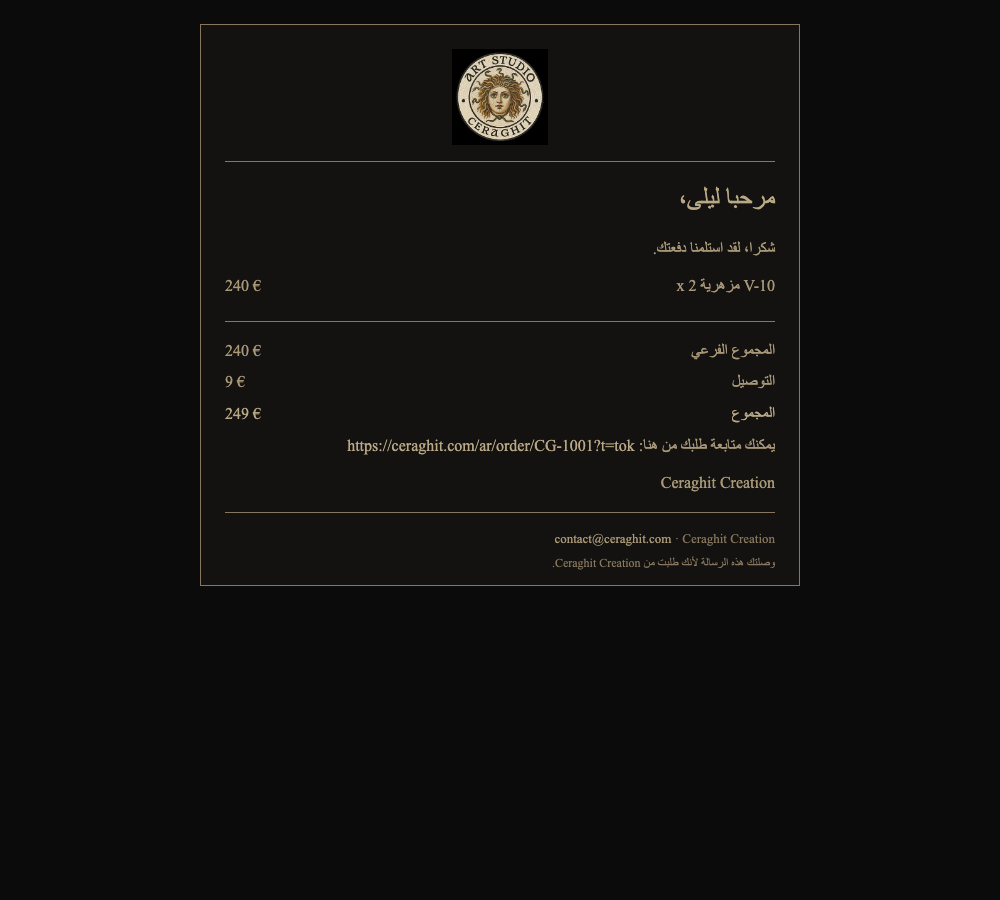 ART STUDIO
CERAGHIT
مرحبا ليلى،
شكرا، لقد استلمنا دفعتك.
V-10 مزهرية x 2
240 €
المجموع الفرعي
240 €
التوصيل
9 €
المجموع
249 €
يمكنك متابعة طلبك من هنا: https://ceraghit.com/ar/order/CG-1001?t=tok
Ceraghit Creation
Ceraghit Creation · contact@ceraghit.com
وصلتك هذه الرسالة لأنك طلبت من Ceraghit Creation.